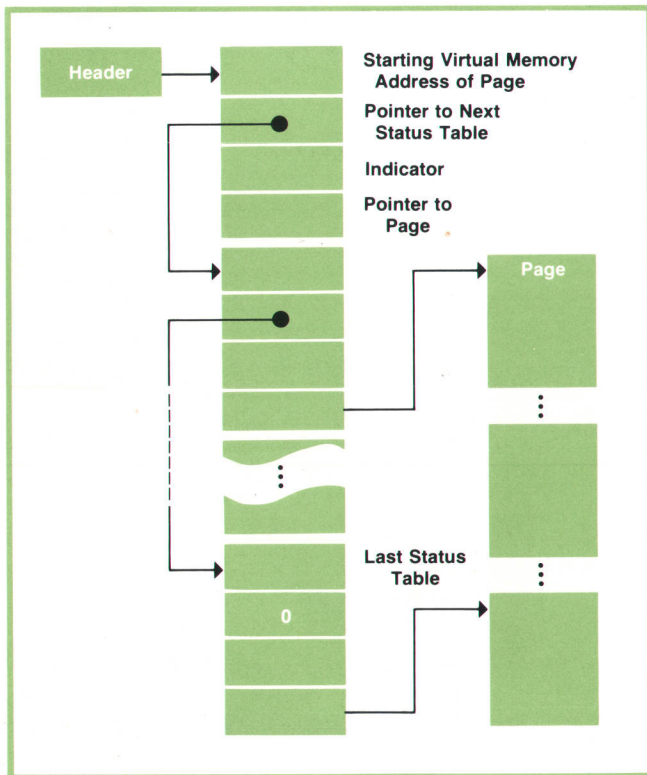 Header
Starting Virtual Memory
Address of Page
Pointer to Next
Status Table
Indicator
Pointer to
Page
Page
Last Status
Table
0